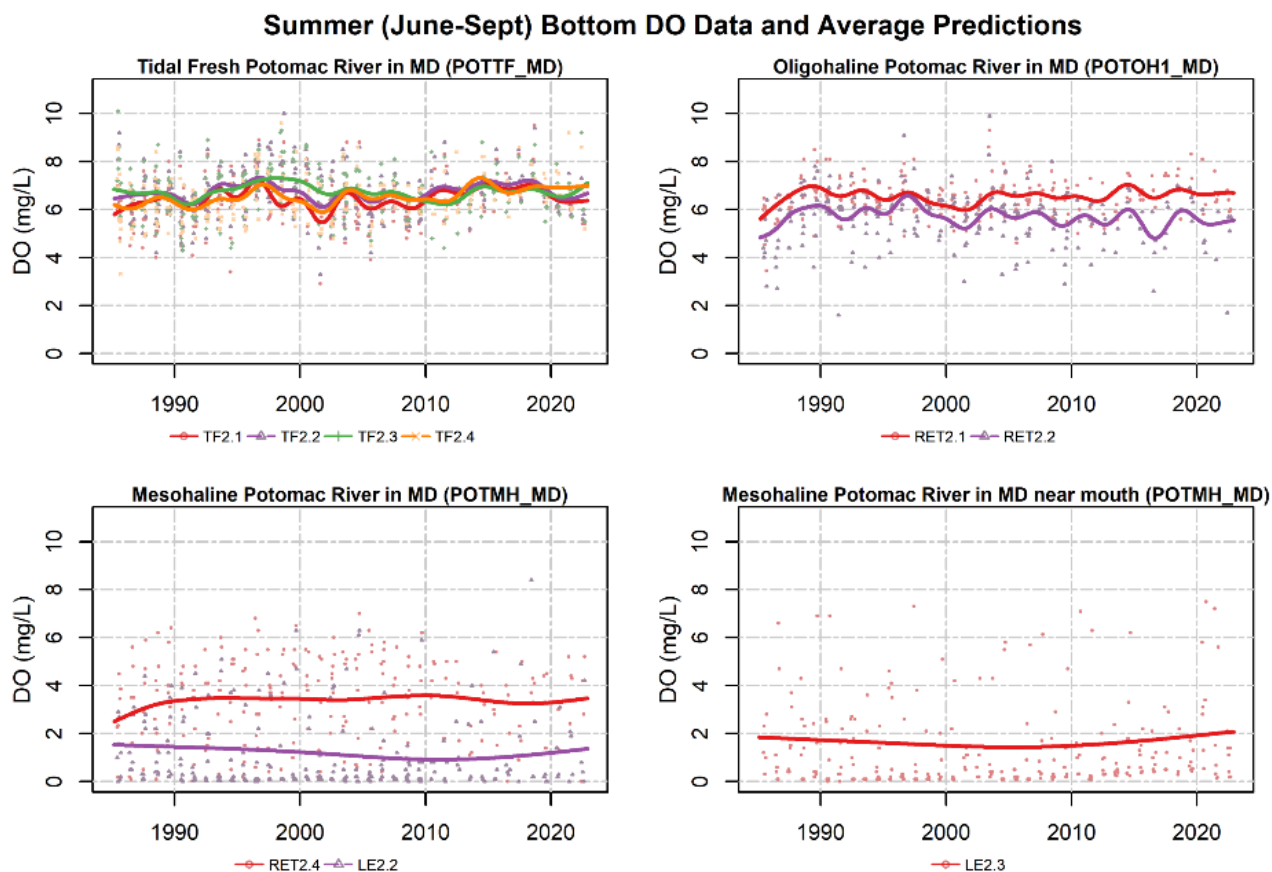 Summer (June-Sept) Bottom DO Data and Average Predictions
Tidal Fresh Potomac River in MD (POTTF_MD)
DO (mg/L)
10
8
6
4
2
0
1990 2000 2010 2020
TF2.1 TF2.2 TF2.3 TF2.4
Oligohaline Potomac River in MD (POTOH1_MD)
DO (mg/L)
10
8
6
4
2
0
1990 2000 2010 2020
RET2.1 RET2.2
Mesohaline Potomac River in MD (POTMH_MD)
DO (mg/L)
10
8
6
4
2
0
1990 2000 2010 2020
RET2.4 LE2.2
Mesohaline Potomac River in MD near mouth (POTMH_MD)
DO (mg/L)
10
8
6
4
2
0
1990 2000 2010 2020
LE2.3